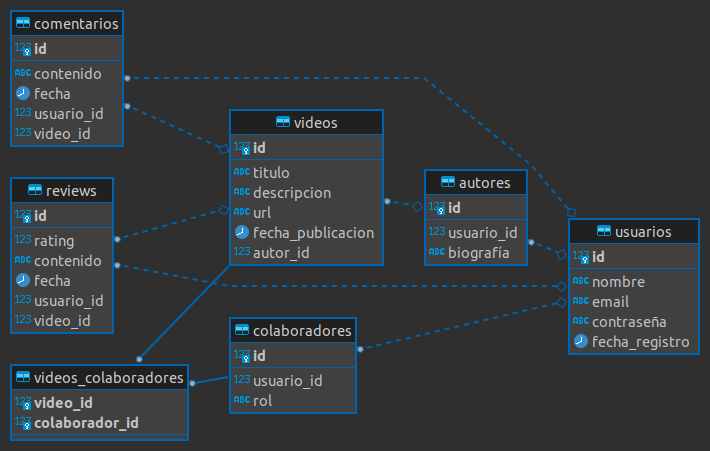 comentarios
123 id
ABC contenido
fecha
123 usuario_id
123 video_id
videos
123 id
ABC titulo
ABC descripcion
ABC url
fecha_publicacion
123 autor_id
reviews
123 id
123 rating
ABC contenido
fecha
123 usuario_id
123 video_id
autores
123 id
123 usuario_id
ABC biografía
usuarios
123 id
ABC nombre
ABC email
ABC contraseña
fecha_registro
colaboradores
123 id
123 usuario_id
ABC rol
videos_colaboradores
123 video_id
123 colaborador_id